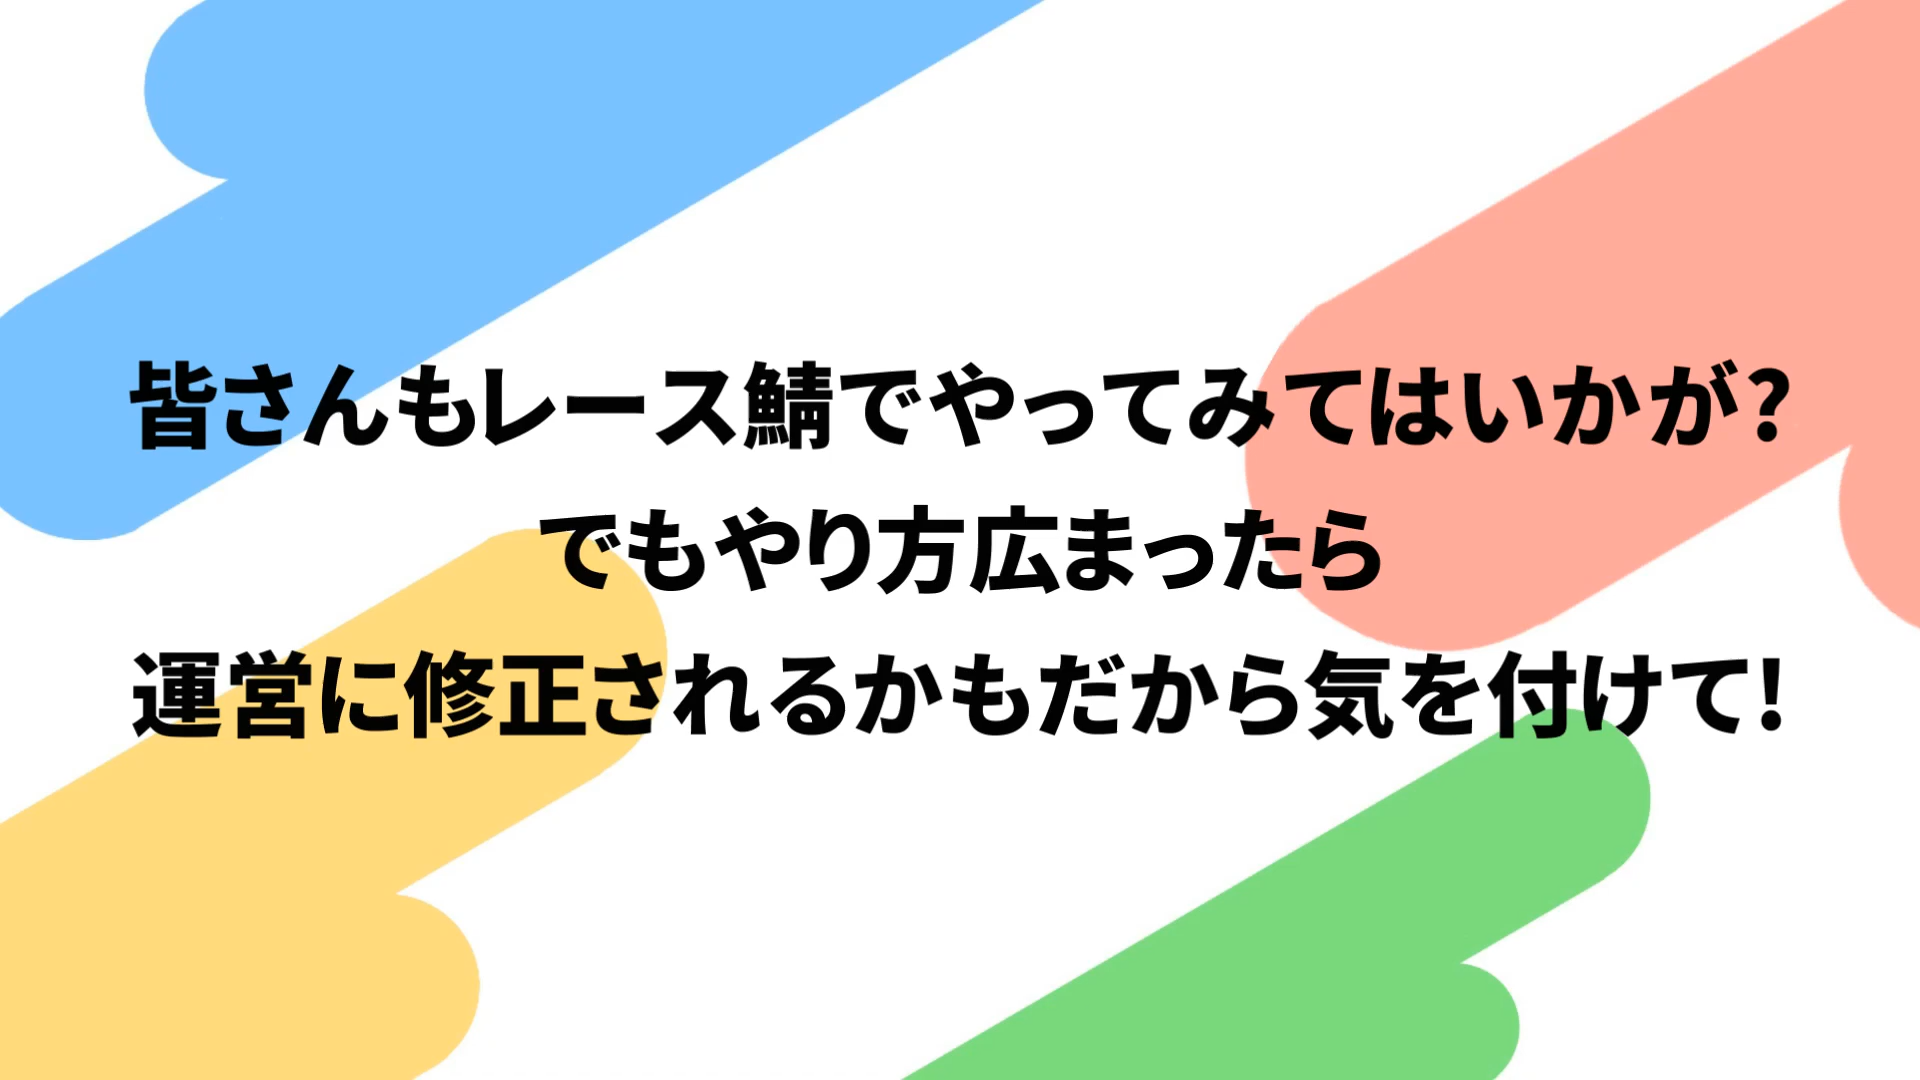 皆さんもレース鯖でやってみてはいかが?
でもやり方広まったら
運営に修正されるかもだから気を付けて!